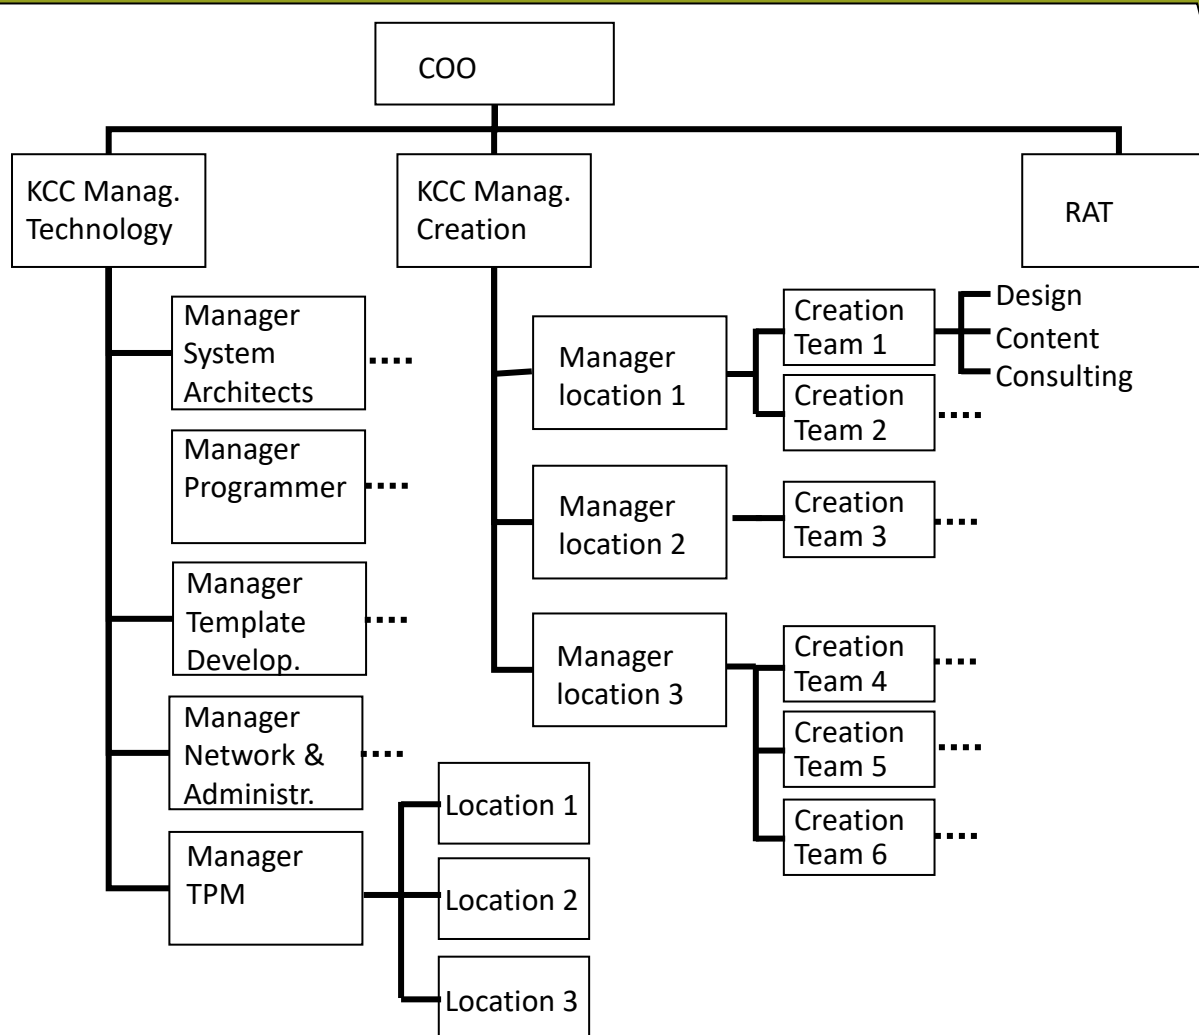 COO
KCC Manag.
Technology
KCC Manag.
Creation
RAT
Manager
System
Architects
Manager
Programmer
Manager
Template
Develop.
Manager
Network &
Administr.
Manager
TPM
Location 1
Location 2
Location 3
Manager
location 1
Manager
location 2
Manager
location 3
Creation
Team 1
Design
Content
Consulting
Creation
Team 2
Creation
Team 3
Creation
Team 4
Creation
Team 5
Creation
Team 6